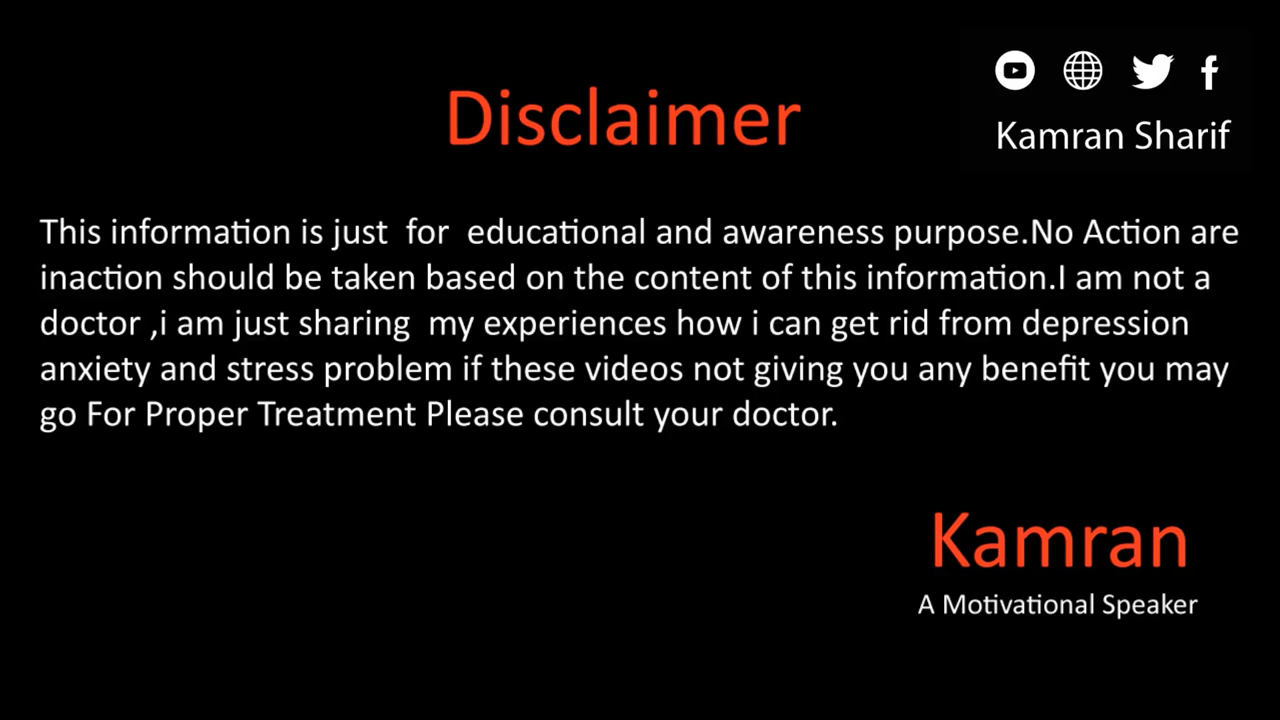 Disclaimer
Kamran Sharif
This information is just  for  educational and awareness purpose.No Action are
inaction should be taken based on the content of this information.I am not a
doctor ,i am just sharing  my experiences how i can get rid from depression
anxiety and stress problem if these videos not giving you any benefit you may
go For Proper Treatment Please consult your doctor.
Kamran
A Motivational Speaker